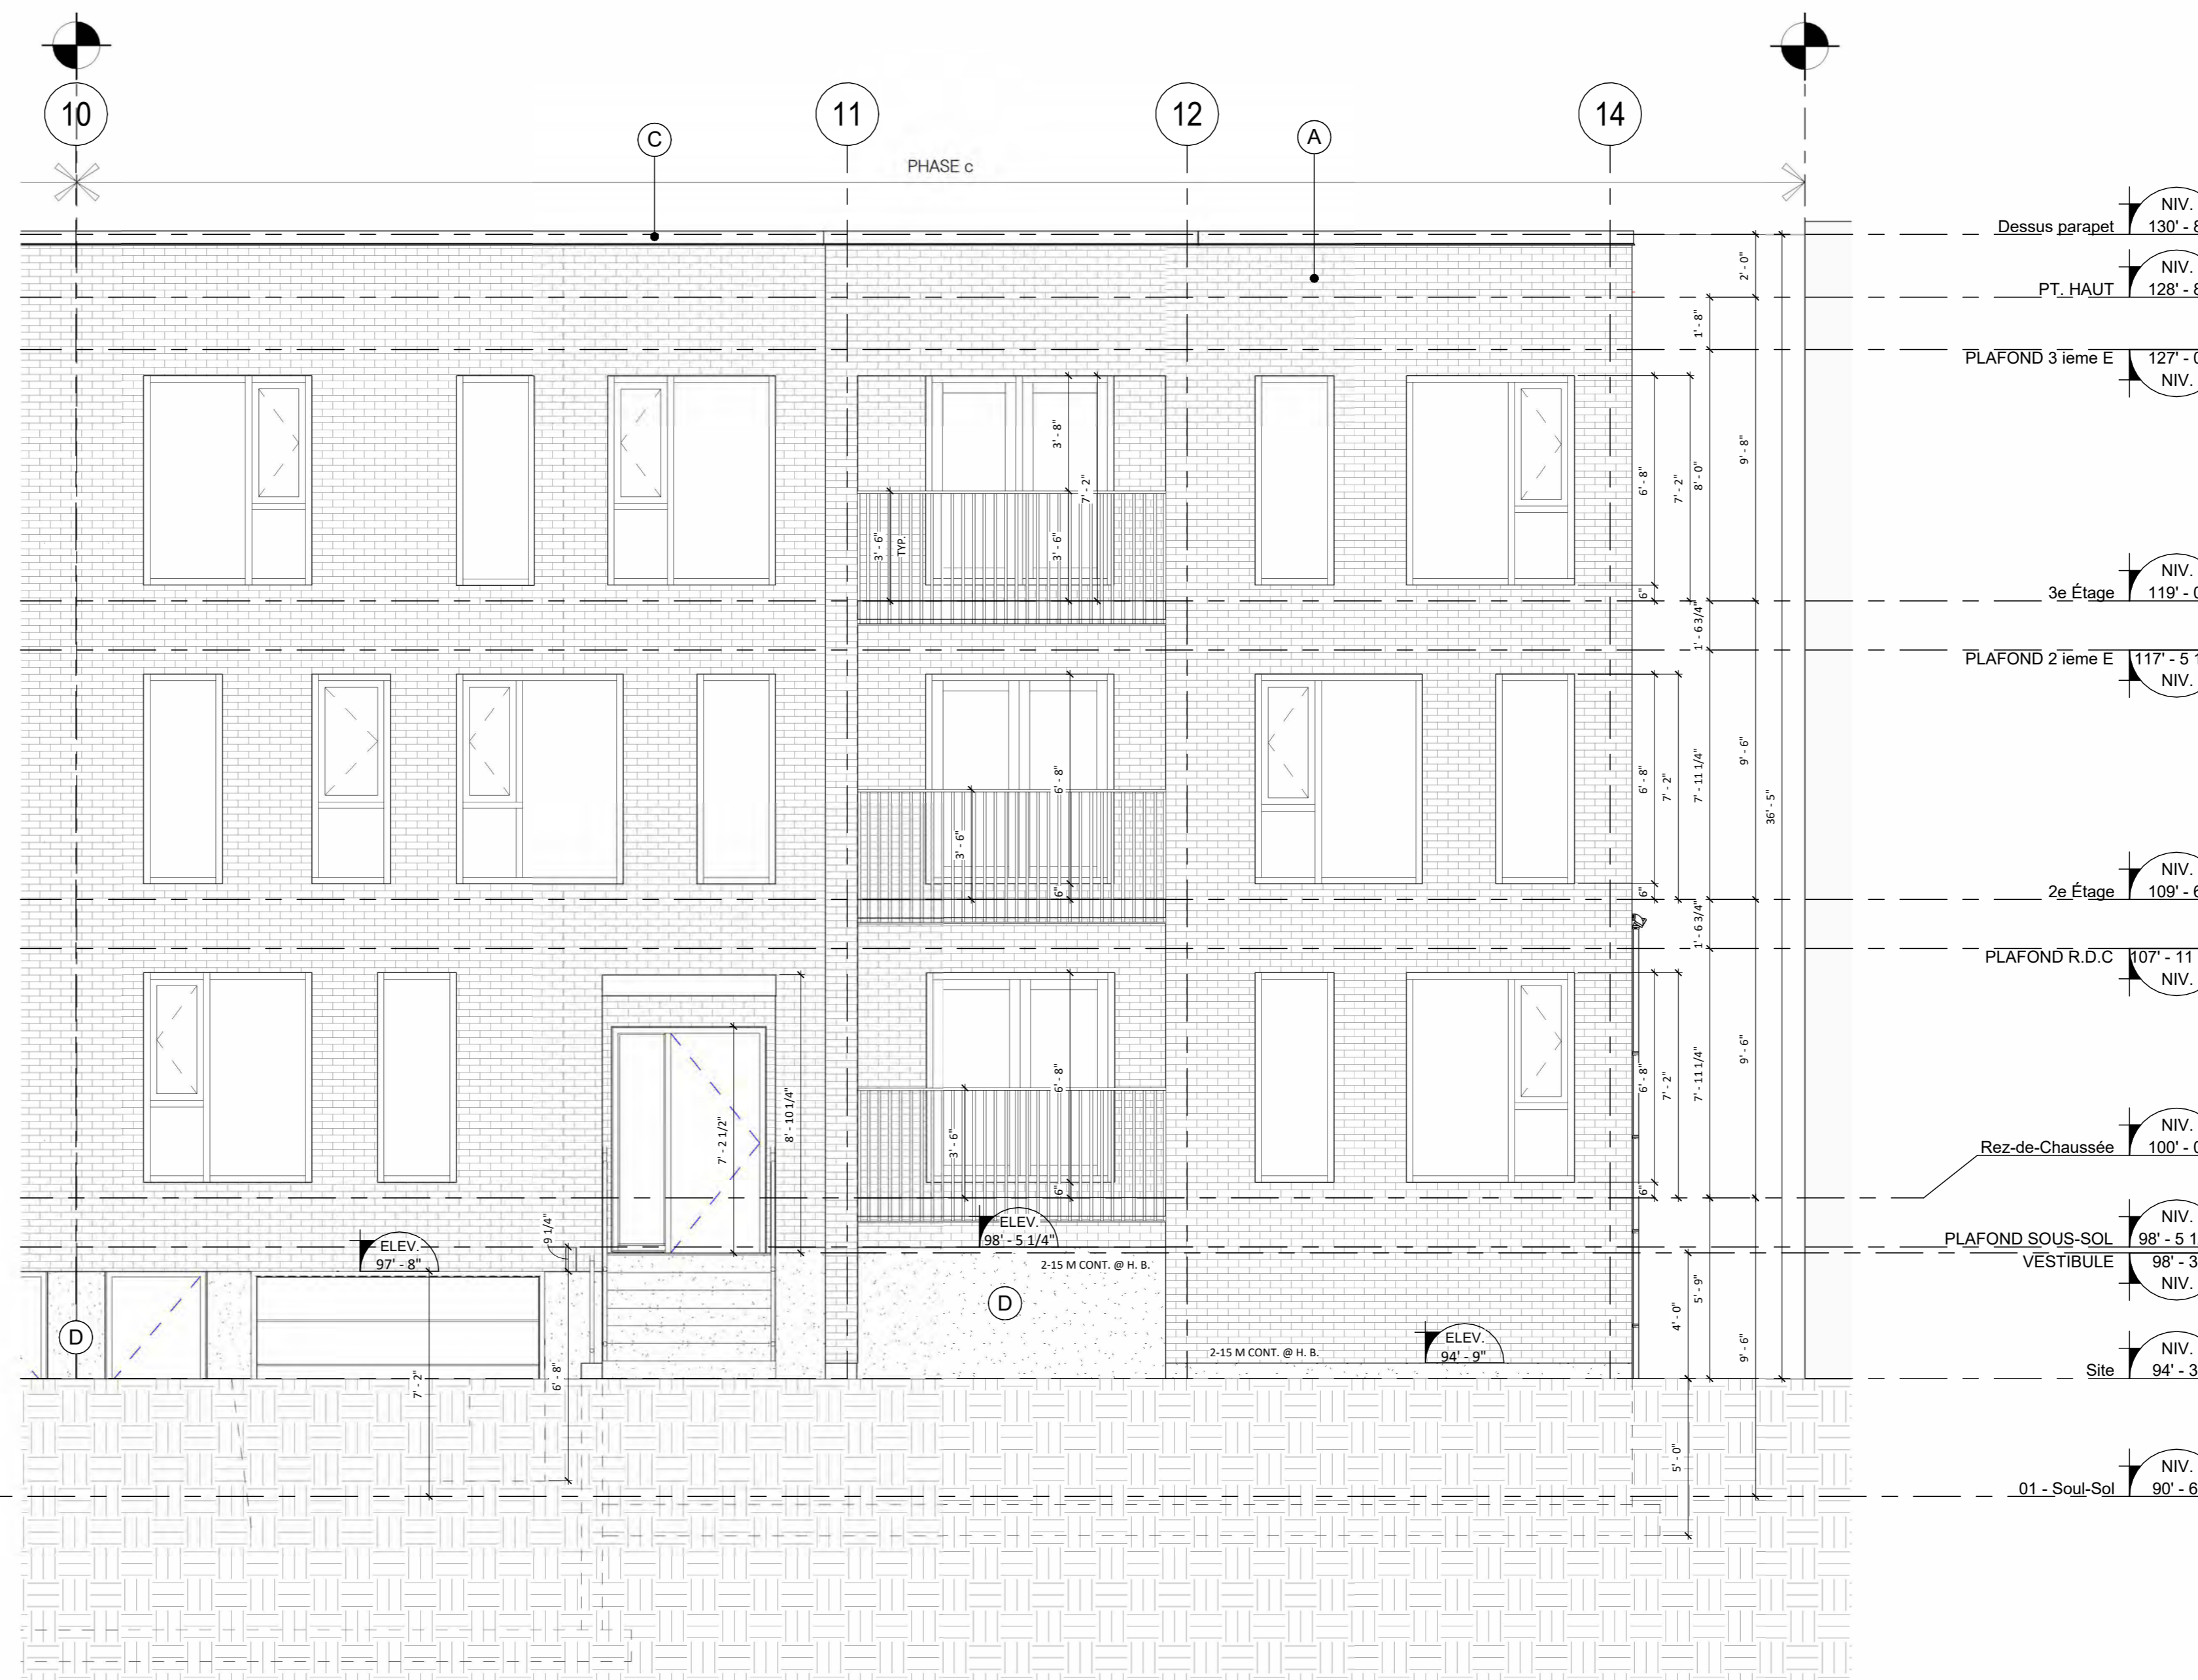 10
11
12
14
C
A
PHASE c
NIV.
Dessus parapet 130' - 8
NIV.
PT. HAUT 128' - 8
PLAFOND 3 ieme E 127' - 0
NIV.
NIV.
3e Étage 119' - 0
PLAFOND 2 ieme E 117' - 5 1
NIV.
NIV.
2e Étage 109' - 6
PLAFOND R.D.C 107' - 11
NIV.
NIV.
Rez-de-Chaussée 100' - 0
NIV.
PLAFOND SOUS-SOL 98' - 5 1
VESTIBULE 98' - 3
NIV.
NIV.
Site 94' - 3
NIV.
01 - Soul-Sol 90' - 6
2' - 0"
1' - 8"
3' - 8"
7' - 2"
3' - 6"
TYP.
3' - 6"
6' - 8"
7' - 2"
8' - 0"
9' - 8"
6"
1' - 6 3/4"
6' - 8"
3' - 6"
6"
6' - 8"
7' - 2"
7' - 11 1/4"
9' - 6"
36' - 5"
6"
1' - 6 3/4"
8' - 10 1/4"
7' - 2 1/2"
6' - 8"
3' - 6"
6"
6' - 8"
7' - 2"
7' - 11 1/4"
9' - 6"
6"
ELEV.
97' - 8"
9 1/4"
ELEV.
98' - 5 1/4"
2-15 M CONT. @ H. B.
D
D
2-15 M CONT. @ H. B.
ELEV.
94' - 9"
4' - 0"
5' - 9"
9' - 6"
7' - 2"
6' - 8"
5' - 0"